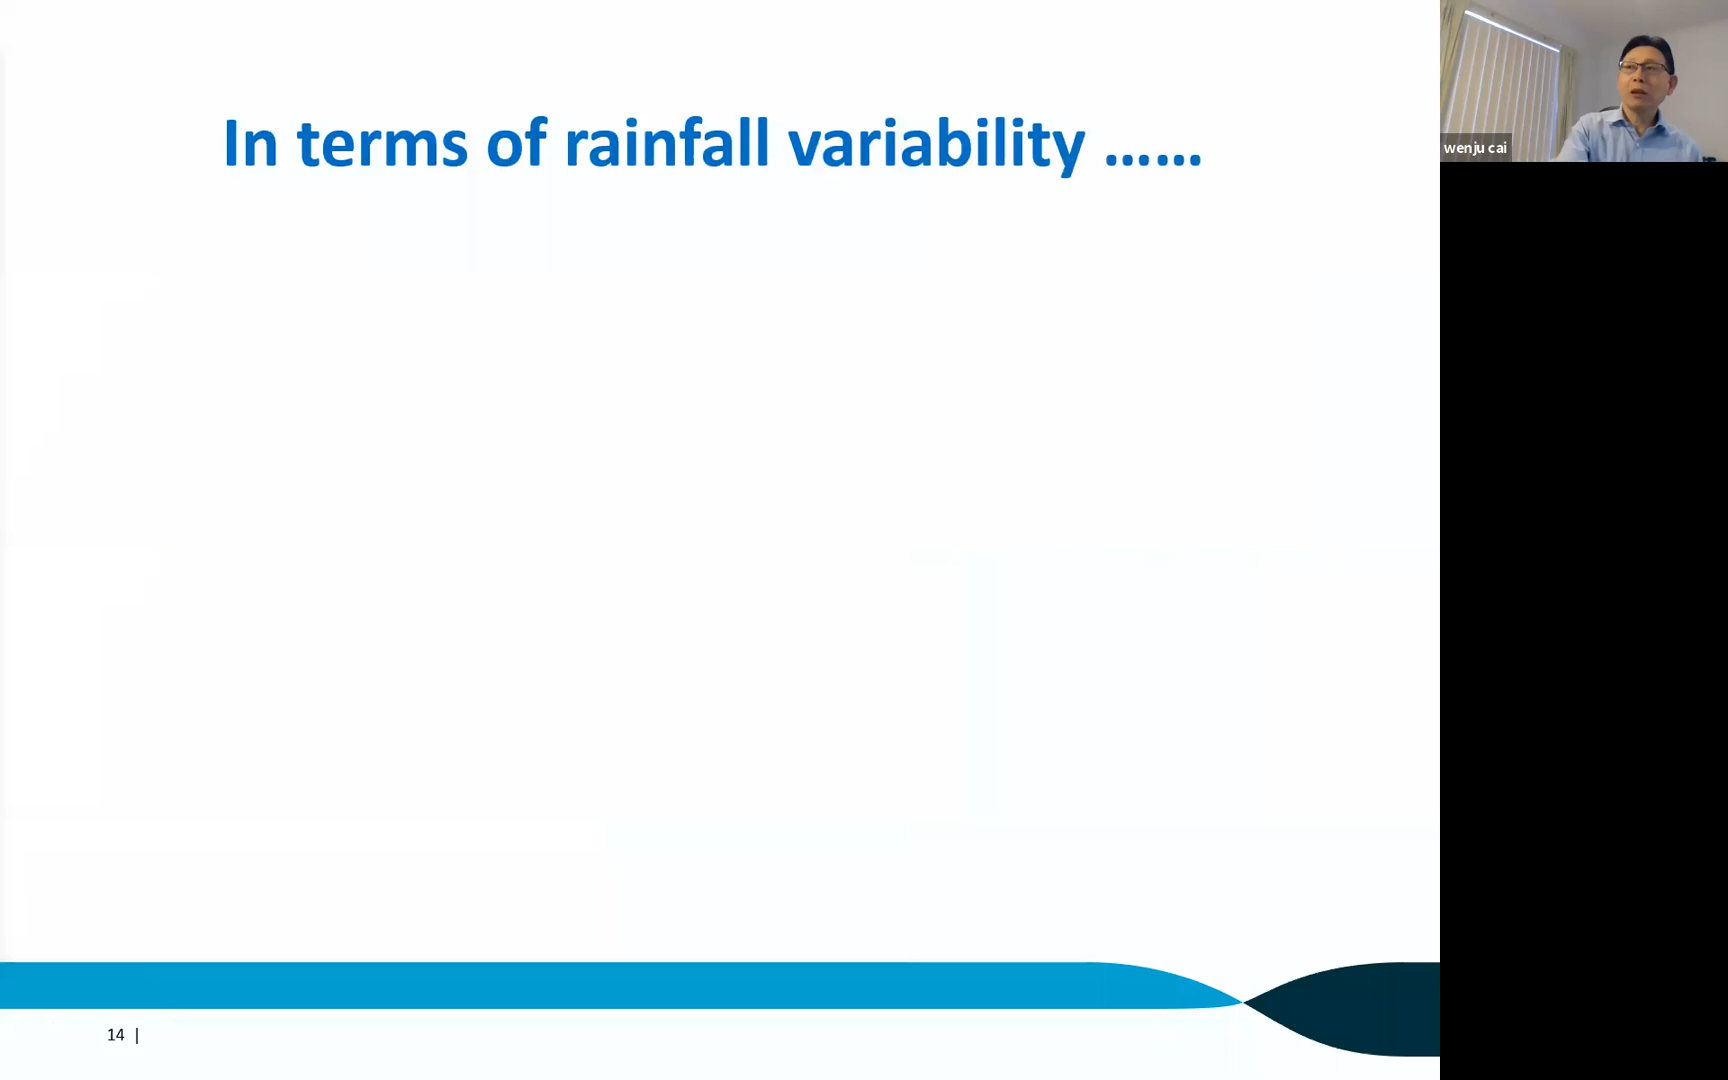 In terms of rainfall variability ......
wenju cai
14 |